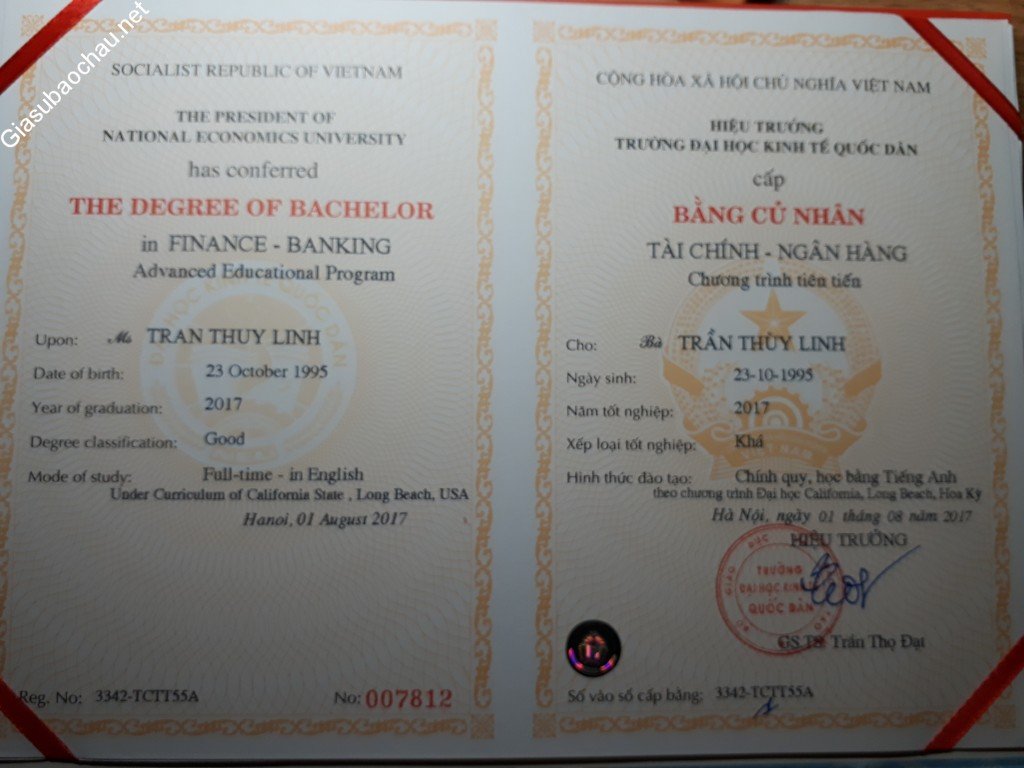 Giasubaochau.net
SOCIALIST REPUBLIC OF VIETNAM
THE PRESIDENT OF
NATIONAL ECONOMICS UNIVERSITY
has conferred
THE DEGREE OF BACHELOR
in FINANCE - BANKING
Advanced Educational Program
Upon: Ms TRAN THUY LINH
Date of birth: 23 October 1995
Year of graduation: 2017
Degree classification: Good
Mode of study: Full-time - in English
Under Curriculum of California State , Long Beach, USA
Hanoi, 01 August 2017
Reg. No: 3342-TCTT55A
No: 007812
CỘNG HÒA XÃ HỘI CHỦ NGHĨA VIỆT NAM
HIỆU TRƯỞNG
TRƯỜNG ĐẠI HỌC KINH TẾ QUỐC DÂN
cấp
BẰNG CỬ NHÂN
TÀI CHÍNH - NGÂN HÀNG
Chương trình tiên tiến
Cho: Bà TRẦN THÙY LINH
Ngày sinh: 23-10-1995
Năm tốt nghiệp: 2017
Xếp loại tốt nghiệp: Khá
Hình thức đào tạo: Chính quy, học bằng Tiếng Anh
theo chương trình Đại học California, Long Beach, Hoa Kỳ
Hà Nội, ngày 01 tháng 08 năm 2017
HIỆU TRƯỞNG
TRƯỜNG
ĐẠI HỌC KINH
QUỐC DÂN
GS.TS. Trần Thọ Đạt
Số vào sổ cấp bằng: 3342-TCTT55A